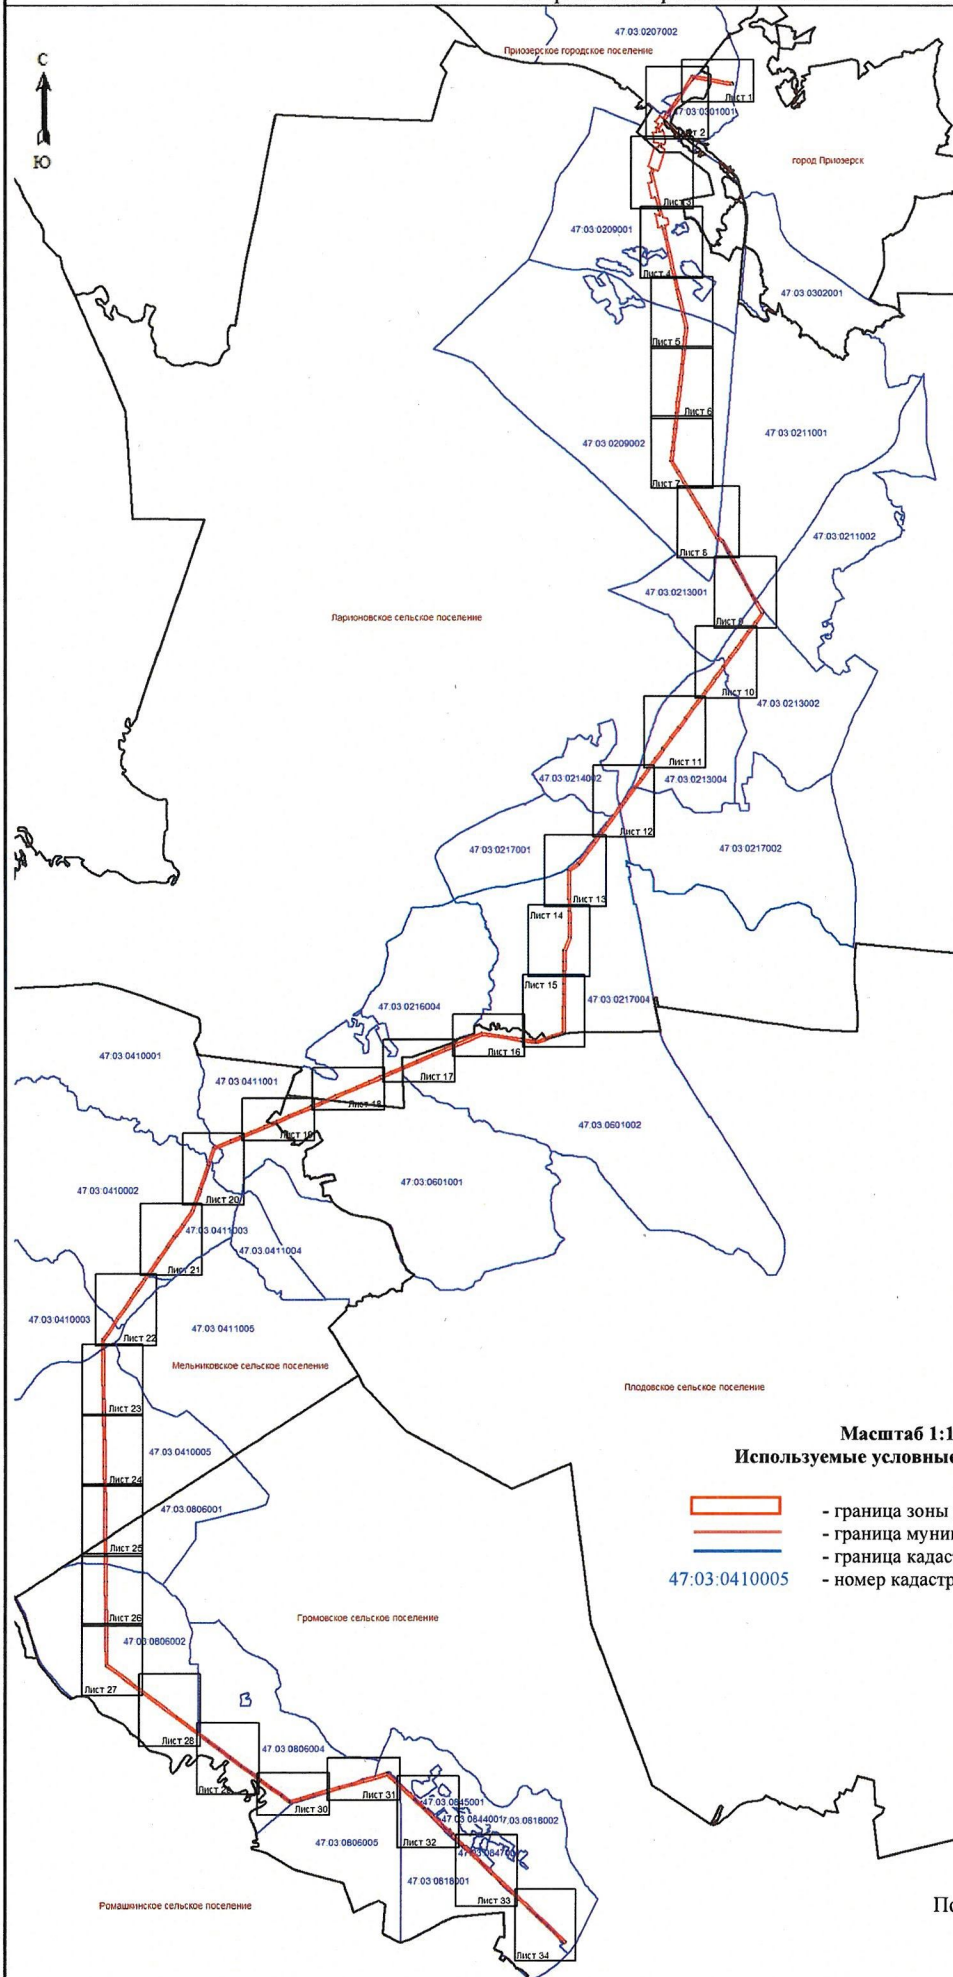 47 03 0207002
Приозерское городское поселение
С
Ю
Лист 1
47 03 0301001
Лист 2
город Приозерск
Лист 3
47 03 0209001
Лист 4
47 03 0302001
Лист 5
Лист 6
47 03 0209002
47 03 0211001
Лист 7
47 03 0211002
Лист 8
47 03 0213001
Ларионовское сельское поселение
Лист 9
Лист 10
47 03 0213002
Лист 11
47 03 0214002
47 03 0213004
Лист 12
47 03 0217001
47 03 0217002
Лист 13
Лист 14
Лист 15
47 03 0216004
47 03 0217004
Лист 16
47 03 0410001
Лист 17
47 03 0411001
Лист 18
Лист 19
47 03 0601002
47 03 0410002
47 03 0601001
Лист 20
47 03 0411003
47 03 0411004
Лист 21
47 03 0410003
47 03 0411005
Лист 22
Мельниковское сельское поселение
Плодовское сельское поселение
Лист 23
Масштаб 1:1
47 03 0410005
Используемые условные
Лист 24
47 03 0806001
- граница зоны
- граница муни
Лист 25
- граница кадас
47:03:0410005 - номер кадастр
Лист 26
Громовское сельское поселение
47 03 0806002
Лист 27
Лист 28
47 03 0806004
Лист 30
Лист 31
47 03 0845001
47 03 0844001
7 03 0818002
Лист 32
47 03 0806005
47 03 0818001
Лист 33
Ромашкинское сельское поселение
По
Лист 34